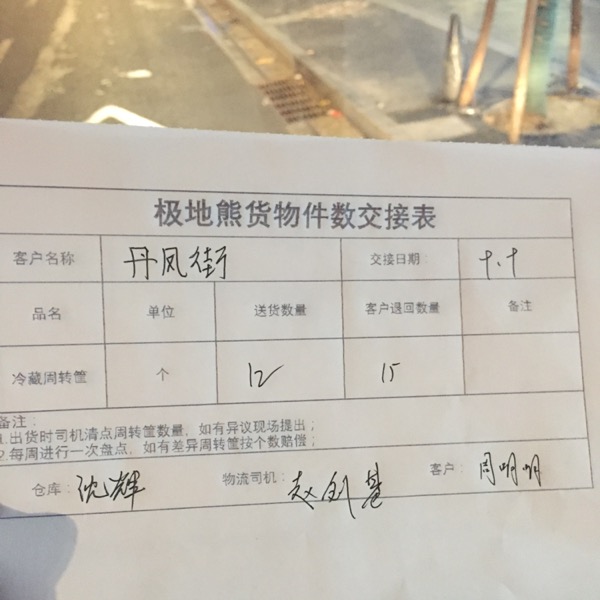 极地熊货物件数交接表
客户名称 丹凤街 交接日期
品名 单位 送货数量 客户退回数量 备注
冷藏周转筐 个 12 15
备注：
1.出货时司机清点周转筐数量，如有异议现场提出；
2.每周进行一次盘点，如有差异周转筐按个数赔偿；
仓库：沈辉 物流司机：赵剑基 客户：周明明